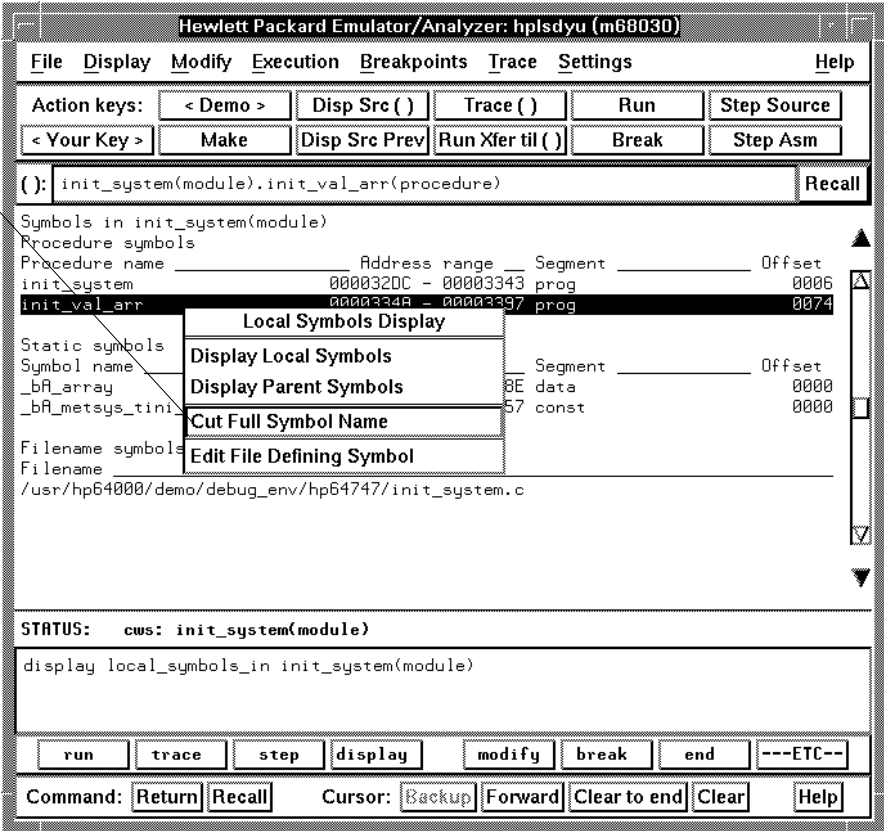 Hewlett Packard Emulator/Analyzer: hplsdyu (m68030)
File Display Modify Execution Breakpoints Trace Settings Help
Action keys: < Demo > Disp Src ( ) Trace ( ) Run Step Source
< Your Key > Make Disp Src Prev Run Xfer til ( ) Break Step Asm
( ): init_system(module).init_val_arr(procedure) Recall
Symbols in init_system(module)
Procedure symbols
Procedure name _______________ Address range __ Segment ____________ Offset
init_system 000032DC - 00003343 prog 0006
init_val_arr 0000334A - 00003397 prog 0074
Local Symbols Display
Static symbols
Display Local Symbols
Symbol name Segment ____________ Offset
Display Parent Symbols
_bA_array 8E data 0000
_bA_metsys_tini 57 const 0000
Cut Full Symbol Name
Filename symbols
Edit File Defining Symbol
Filename
/usr/hp64000/demo/debug_env/hp64747/init_system.c
STATUS: cws: init_system(module)
display local_symbols_in init_system(module)
run trace step display modify break end ---ETC--
Command: Return Recall Cursor: Backup Forward Clear to end Clear Help